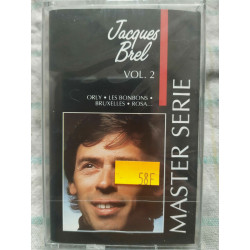 Jacques
Brel
VOL. 2
ORLY • LES BONBONS •
BRUXELLES • ROSA...
MASTER SERIE
58F